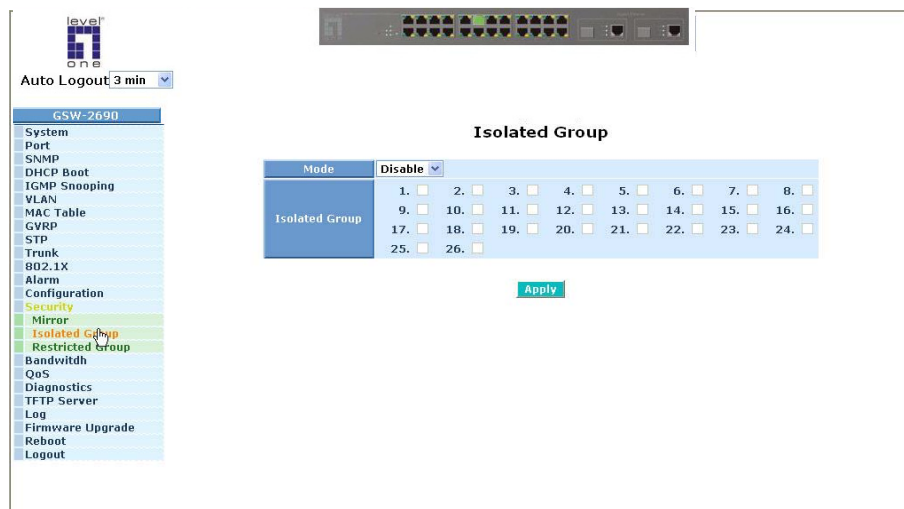 level
one
Auto Logout 3 min
GSW-2690
System
Port
SNMP
DHCP Boot
IGMP Snooping
VLAN
MAC Table
GVRP
STP
Trunk
802.1X
Alarm
Configuration
Security
Mirror
Isolated Group
Restricted Group
Bandwitdh
QoS
Diagnostics
TFTP Server
Log
Firmware Upgrade
Reboot
Logout
Isolated Group
Mode Disable
Isolated Group
1. 2. 3. 4. 5. 6. 7. 8.
9. 10. 11. 12. 13. 14. 15. 16.
17. 18. 19. 20. 21. 22. 23. 24.
25. 26.
Apply